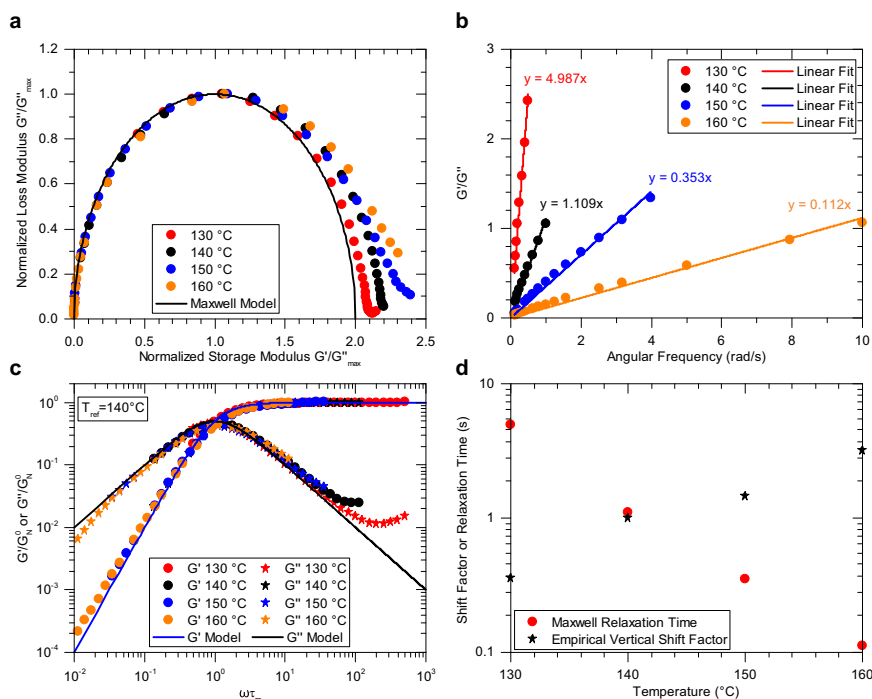 a
Normalized Loss Modulus G''/G''max
1.2
1.0
0.8
0.6
0.4
0.2
0.0
130 °C
140 °C
150 °C
160 °C
Maxwell Model
0.0 0.5 1.0 1.5 2.0 2.5
Normalized Storage Modulus G'/G''max
b
G'/G''
3
2
1
0
y = 4.987x
y = 1.109x
y = 0.353x
y = 0.112x
130 °C Linear Fit
140 °C Linear Fit
150 °C Linear Fit
160 °C Linear Fit
0 2 4 6 8 10
Angular Frequency (rad/s)
c
G'/G_N^0 or G''/G_N^0
T_ref=140°C
10^0
10^-1
10^-2
10^-3
10^-4
G' 130 °C G'' 130 °C
G' 140 °C G'' 140 °C
G' 150 °C G'' 150 °C
G' 160 °C G'' 160 °C
G' Model G'' Model
10^-2 10^-1 10^0 10^1 10^2 10^3
ωτ_
d
Shift Factor or Relaxation Time (s)
10
1
0.1
Maxwell Relaxation Time
Empirical Vertical Shift Factor
130 140 150 160
Temperature (°C)